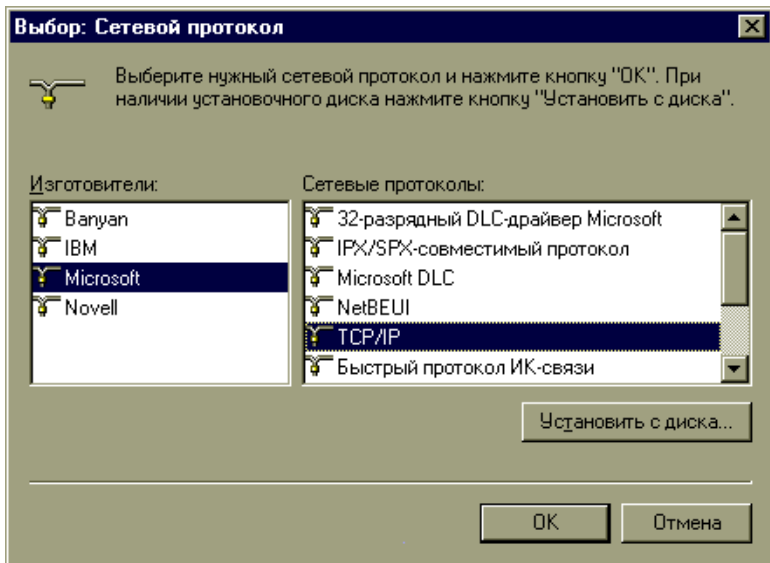 Выбор: Сетевой протокол
Выберите нужный сетевой протокол и нажмите кнопку "ОК". При
наличии установочного диска нажмите кнопку "Установить с диска".
Изготовители:
Banyan
IBM
Microsoft
Novell
Сетевые протоколы:
32-разрядный DLC-драйвер Microsoft
IPX/SPX-совместимый протокол
Microsoft DLC
NetBEUI
TCP/IP
Быстрый протокол ИК-связи
Установить с диска...
ОК
Отмена